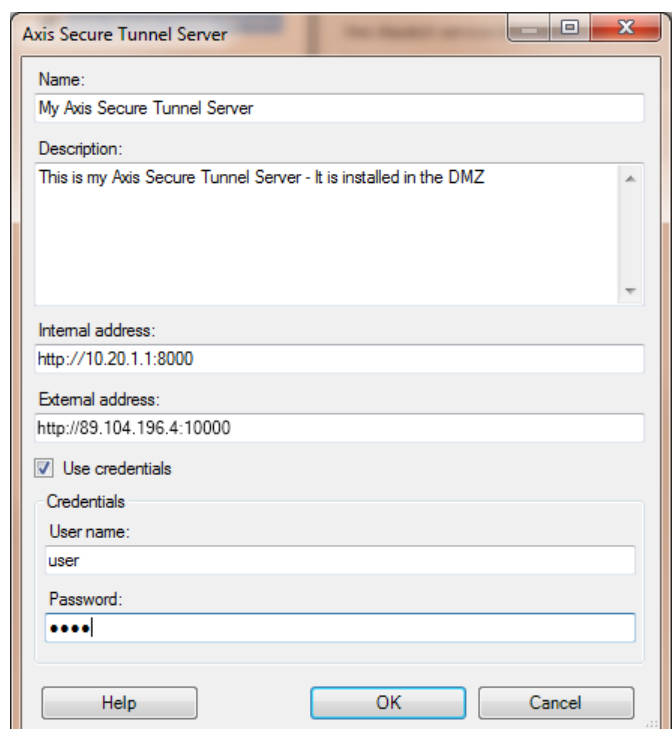 Axis Secure Tunnel Server
Name:
My Axis Secure Tunnel Server
Description:
This is my Axis Secure Tunnel Server - It is installed in the DMZ
Internal address:
http://10.20.1.1:8000
External address:
http://89.104.196.4:10000
Use credentials
Credentials
User name:
user
Password:
••••
Help
OK
Cancel